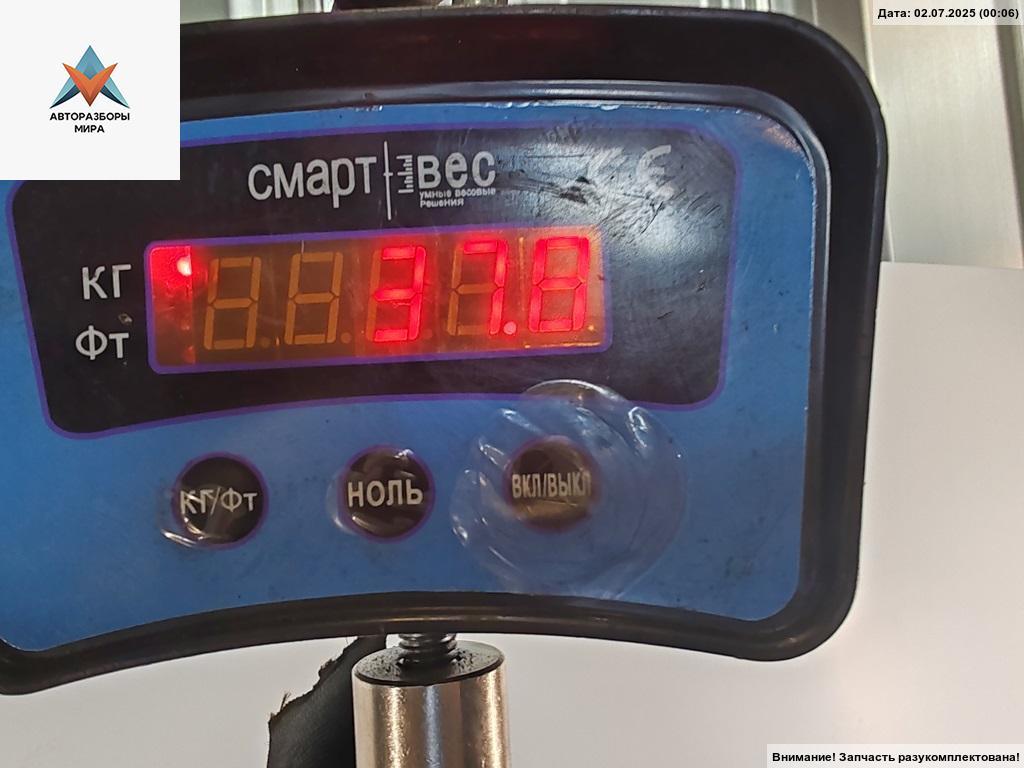 Дата: 02.07.2025 (00:06)
АВТОРАЗБОРЫ
МИРА
смарт вес
умные весовые
решения
CE
КГ
Фт
37.8
КГ/Фт
НОЛЬ
ВКЛ/ВЫКЛ
Внимание! Запчасть разукомплектована!